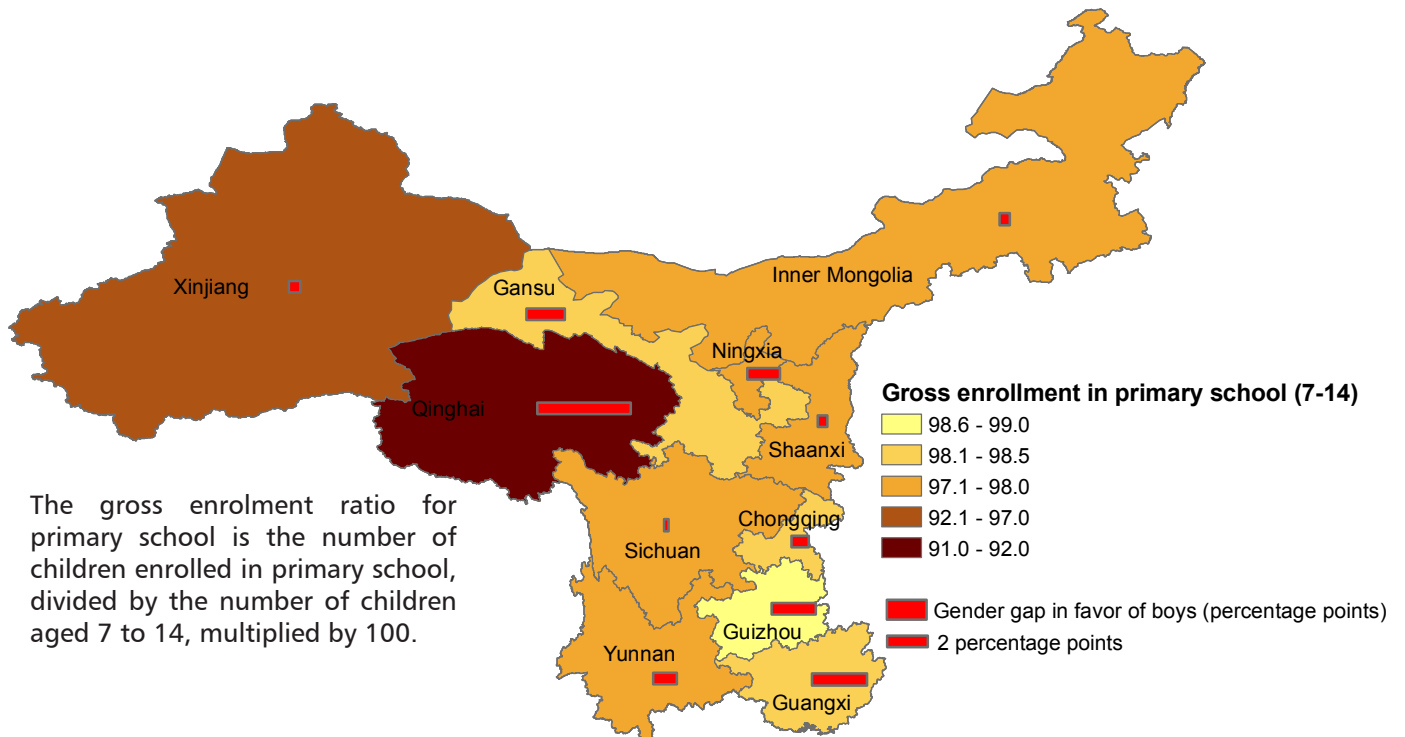 Xinjiang
Gansu
Inner Mongolia
Ningxia
Qinghai
Shaanxi
Chongqing
Sichuan
Guizhou
Yunnan
Guangxi
The gross enrolment ratio for
primary school is the number of
children enrolled in primary school,
divided by the number of children
aged 7 to 14, multiplied by 100.
Gross enrollment in primary school (7-14)
98.6 - 99.0
98.1 - 98.5
97.1 - 98.0
92.1 - 97.0
91.0 - 92.0
Gender gap in favor of boys (percentage points)
2 percentage points